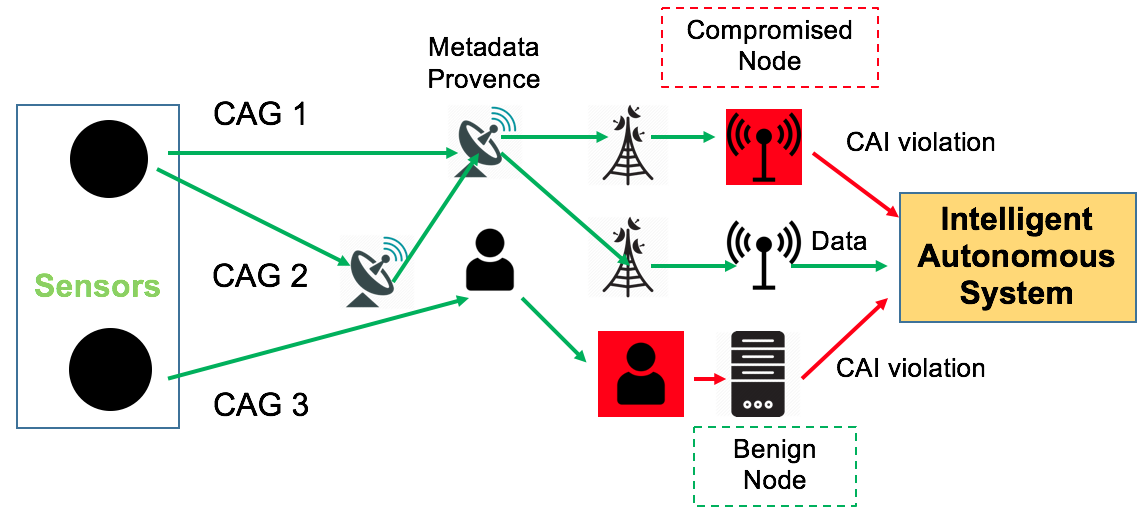 Compromised
Node
Metadata
Provence
CAG 1
CAI violation
Sensors
CAG 2
Data
Intelligent
Autonomous
System
CAG 3
CAI violation
Benign
Node